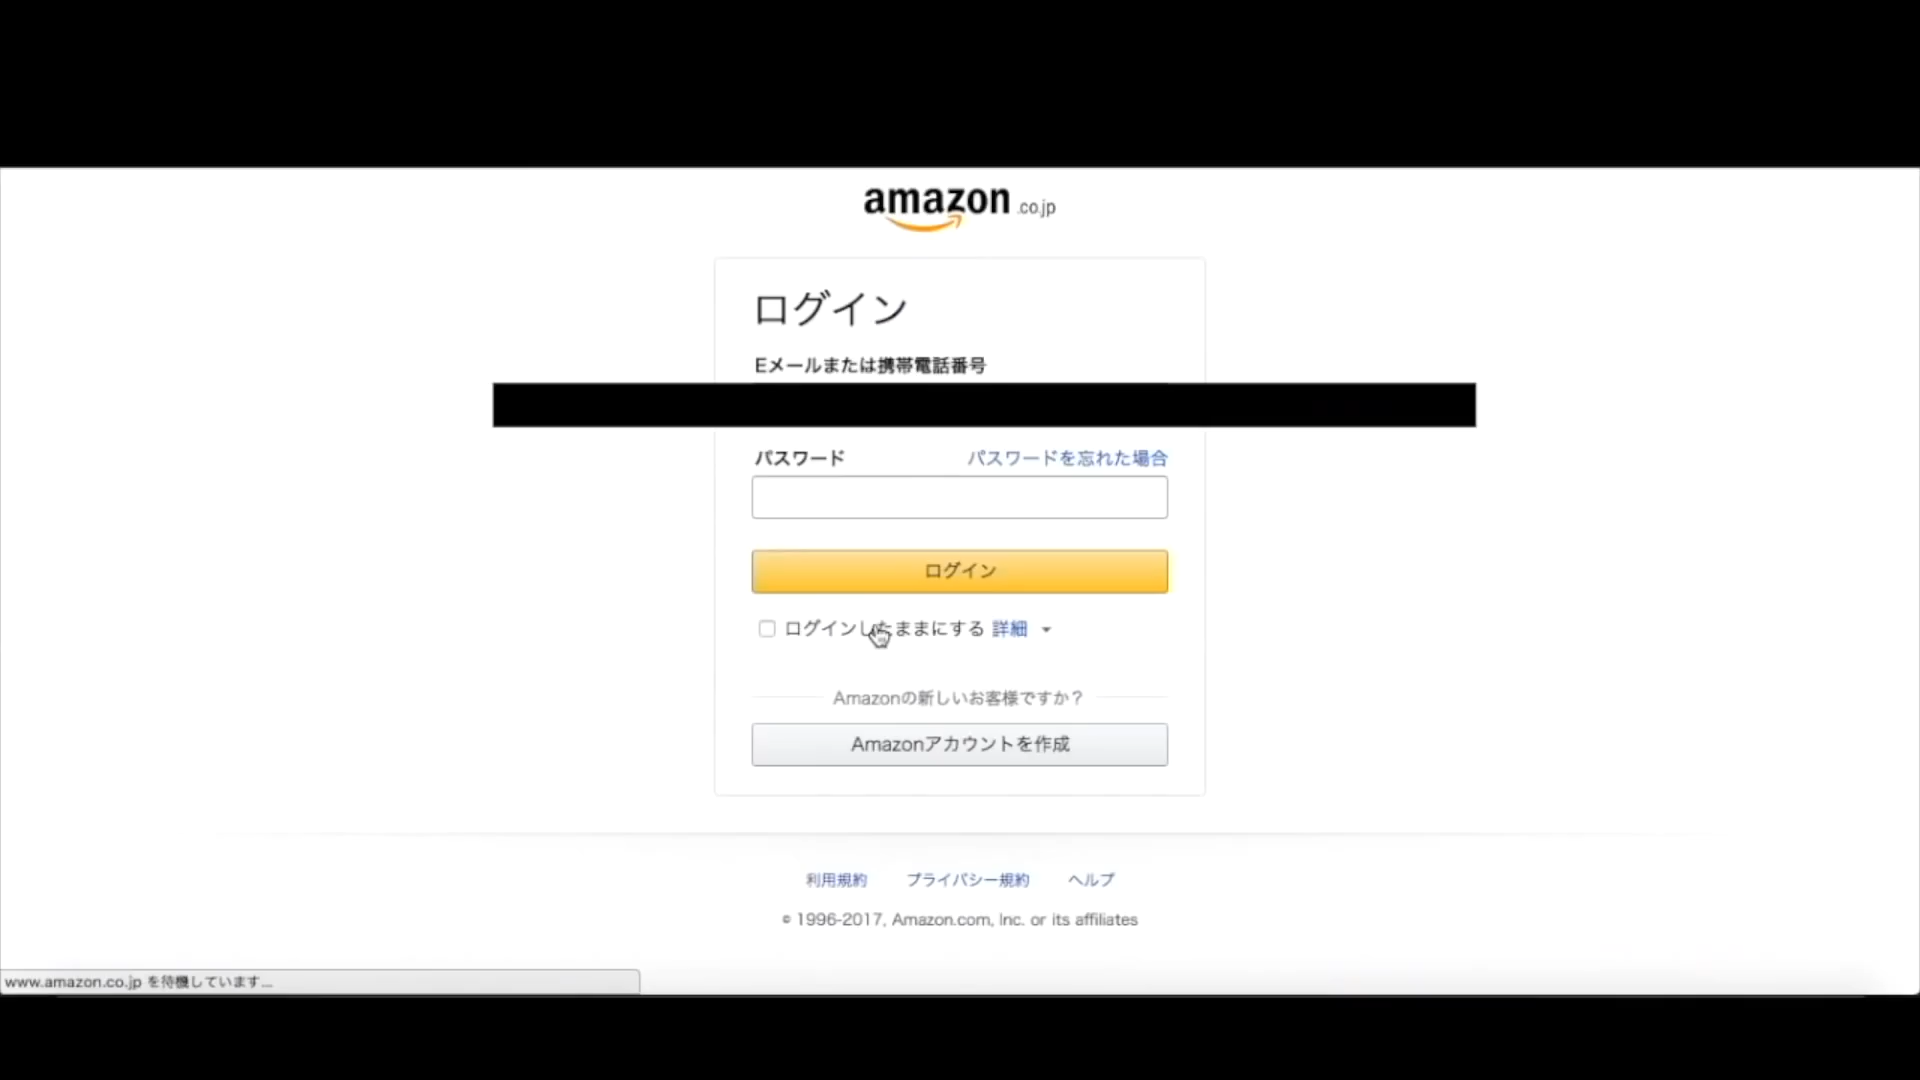 amazon.co.jp
ログイン
Eメールまたは携帯電話番号
パスワード パスワードを忘れた場合
ログイン
ログインしたままにする 詳細
Amazonの新しいお客様ですか？
Amazonアカウントを作成
利用規約 プライバシー規約 ヘルプ
© 1996-2017, Amazon.com, Inc. or its affiliates
www.amazon.co.jp を待機しています...